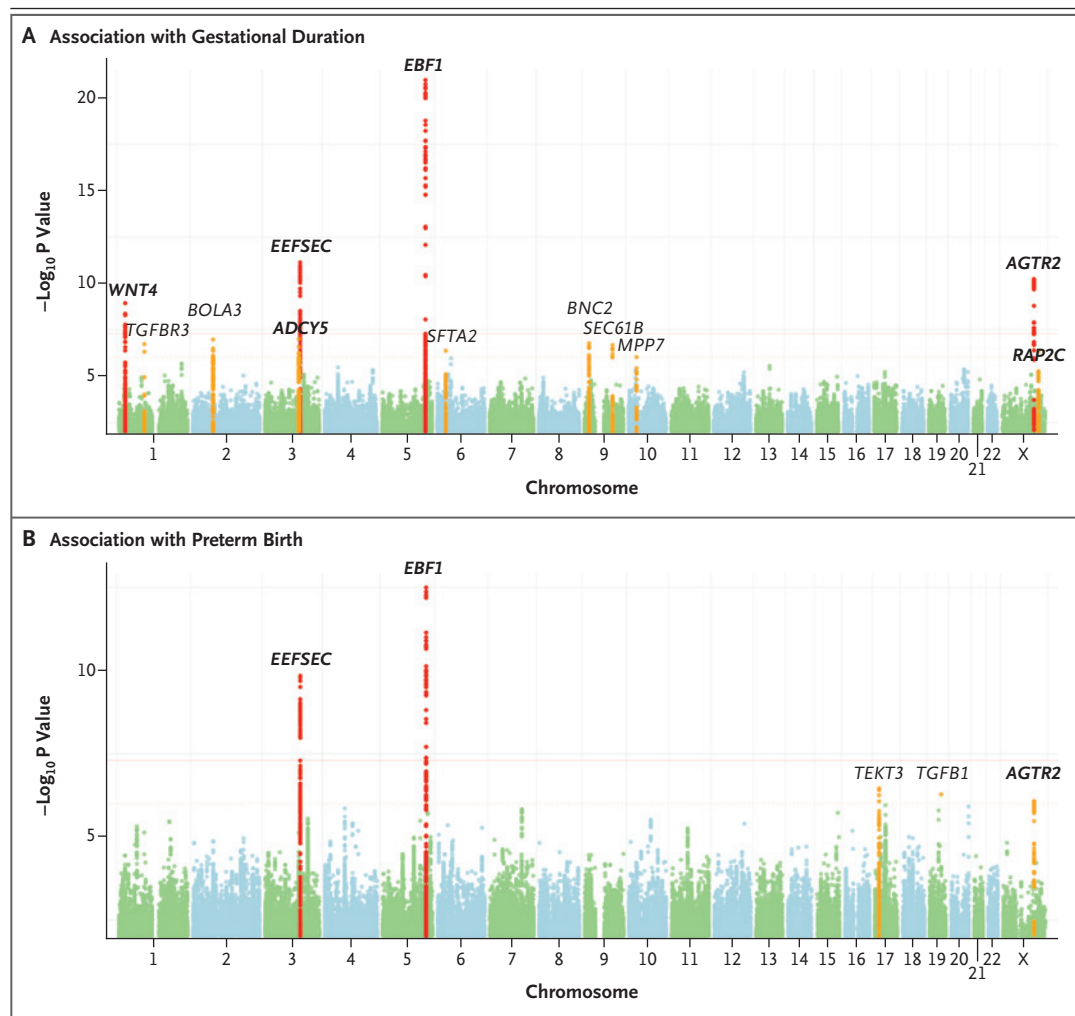 A Association with Gestational Duration
EBF1
20
15
−Log10 P Value
EEFSEC
AGTR2
10
WNT4
BNC2
BOLA3
TGFBR3
ADCY5
SEC61B
SFTA2
MPP7
RAP2C
5
1 2 3 4 5 6 7 8 9 10 11 12 13 14 15 16 17 18 19 20 21 22 X
Chromosome
B Association with Preterm Birth
EBF1
EEFSEC
10
−Log10 P Value
TEKT3 TGFB1 AGTR2
5
1 2 3 4 5 6 7 8 9 10 11 12 13 14 15 16 17 18 19 20 21 22 X
Chromosome